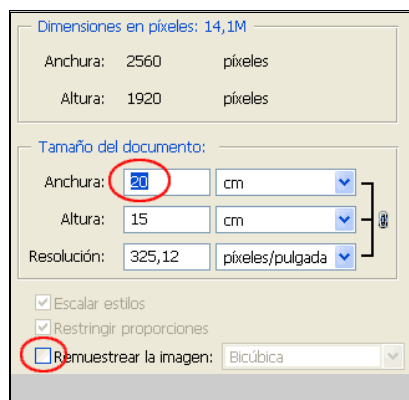 Dimensiones en píxeles: 14,1M
Anchura: 2560 píxeles
Altura: 1920 píxeles
Tamaño del documento:
Anchura: 20 cm
Altura: 15 cm
Resolución: 325,12 píxeles/pulgada
Escalar estilos
Restringir proporciones
Remuestrear la imagen: Bicúbica